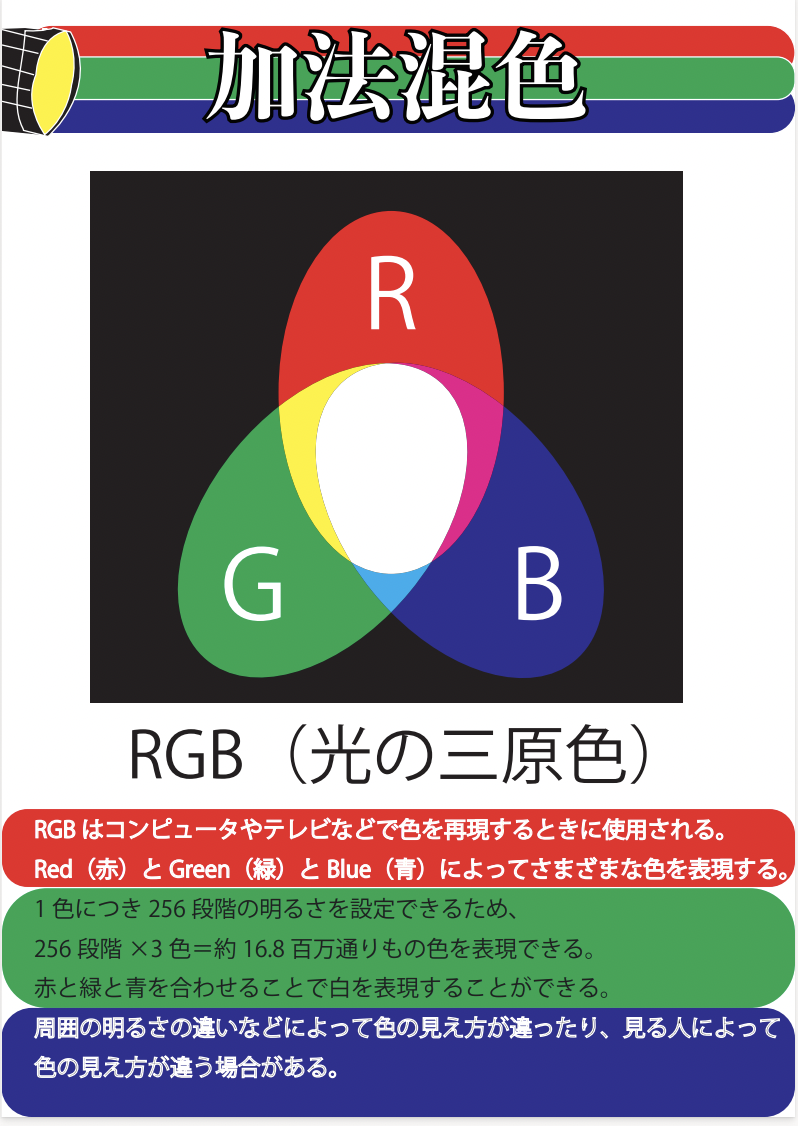 加法混色
R
G
B
RGB（光の三原色）
RGB はコンピュータやテレビなどで色を再現するときに使用される。
Red（赤）と Green（緑）と Blue（青）によってさまざまな色を表現する。
1 色につき 256 段階の明るさを設定できるため、
256 段階 ×3 色＝約 16.8 百万通りもの色を表現できる。
赤と緑と青を合わせることで白を表現することができる。
周囲の明るさの違いなどによって色の見え方が違ったり、見る人によって
色の見え方が違う場合がある。